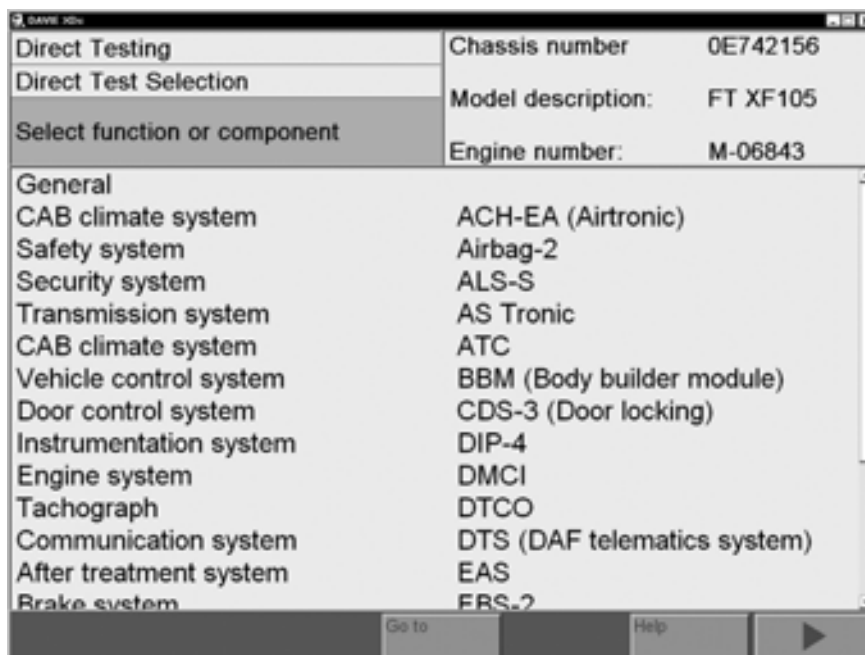 DAVIE XDc
Direct Testing
Direct Test Selection
Select function or component
Chassis number 0E742156
Model description: FT XF105
Engine number: M-06843
General
CAB climate system ACH-EA (Airtronic)
Safety system Airbag-2
Security system ALS-S
Transmission system AS Tronic
CAB climate system ATC
Vehicle control system BBM (Body builder module)
Door control system CDS-3 (Door locking)
Instrumentation system DIP-4
Engine system DMCI
Tachograph DTCO
Communication system DTS (DAF telematics system)
After treatment system EAS
Brake system EBS-2
Go to Help